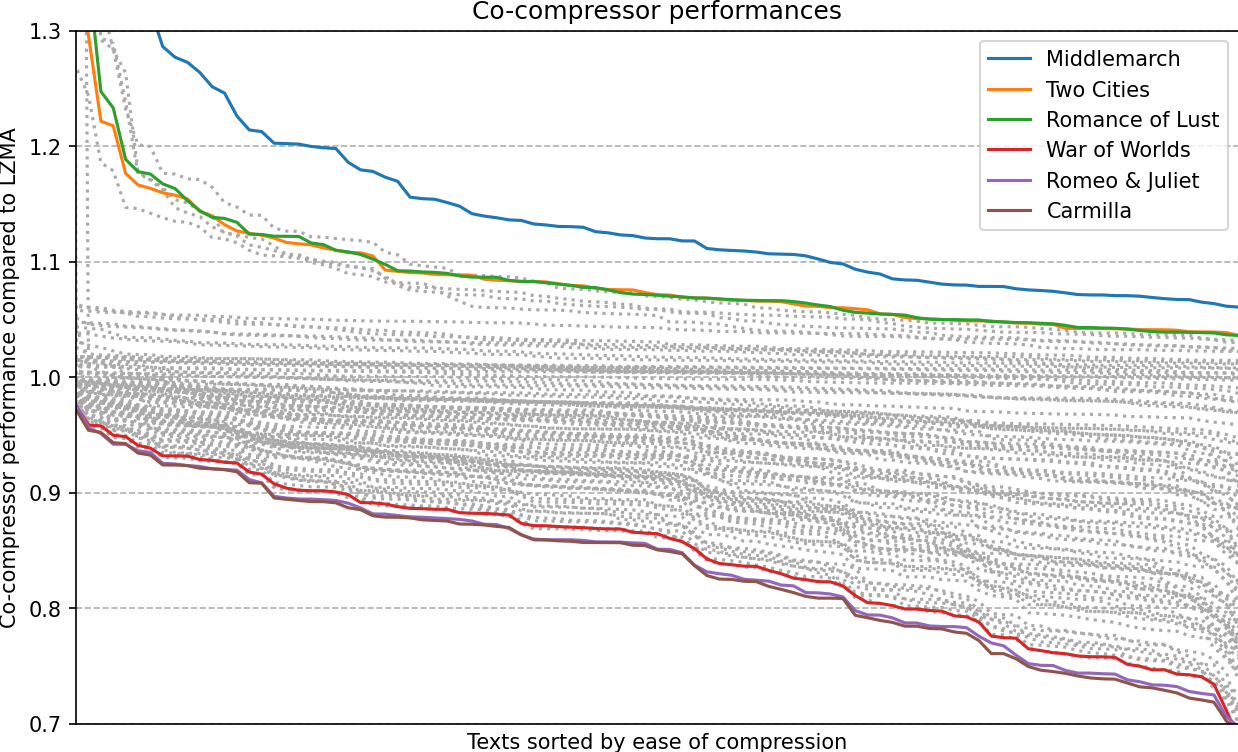 Co-compressor performances
Co-compressor performance compared to LZMA
1.3
1.2
1.1
1.0
0.9
0.8
0.7
Middlemarch
Two Cities
Romance of Lust
War of Worlds
Romeo & Juliet
Carmilla
Texts sorted by ease of compression